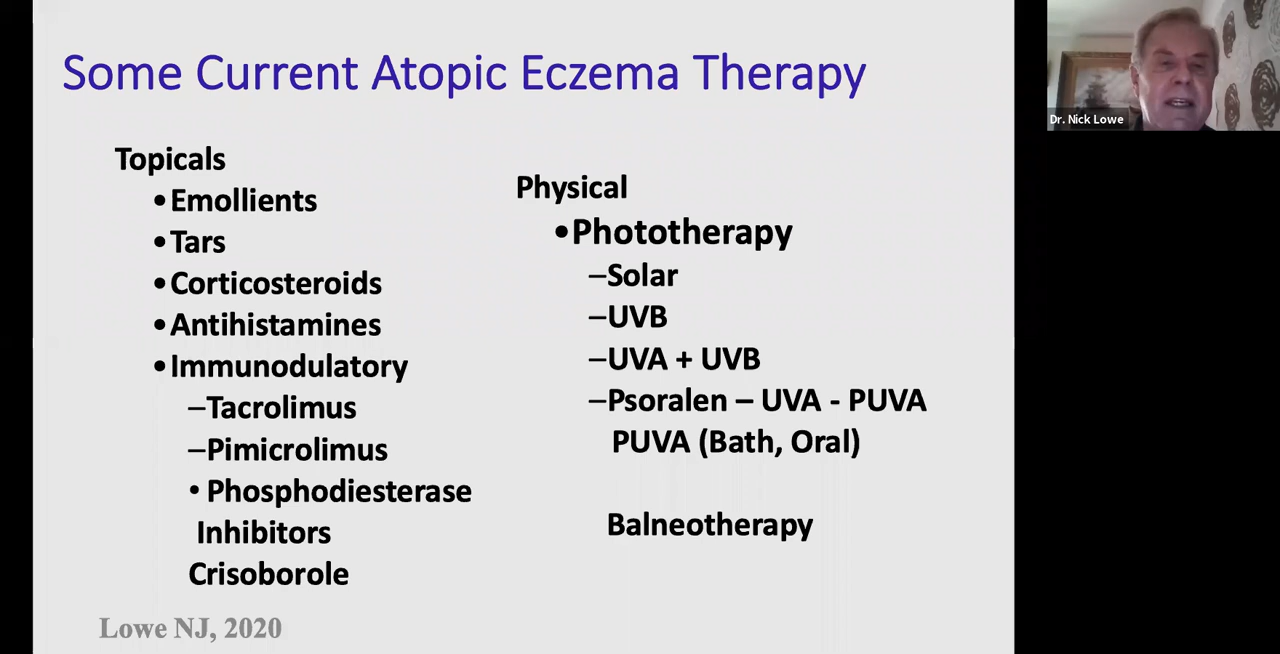 Some Current Atopic Eczema Therapy
Topicals
•Emollients
•Tars
•Corticosteroids
•Antihistamines
•Immunodulatory
–Tacrolimus
–Pimicrolimus
• Phosphodiesterase
Inhibitors
Crisoborole
Physical
•Phototherapy
–Solar
–UVB
–UVA + UVB
–Psoralen – UVA - PUVA
PUVA (Bath, Oral)
Balneotherapy
Lowe NJ, 2020
Dr. Nick Lowe